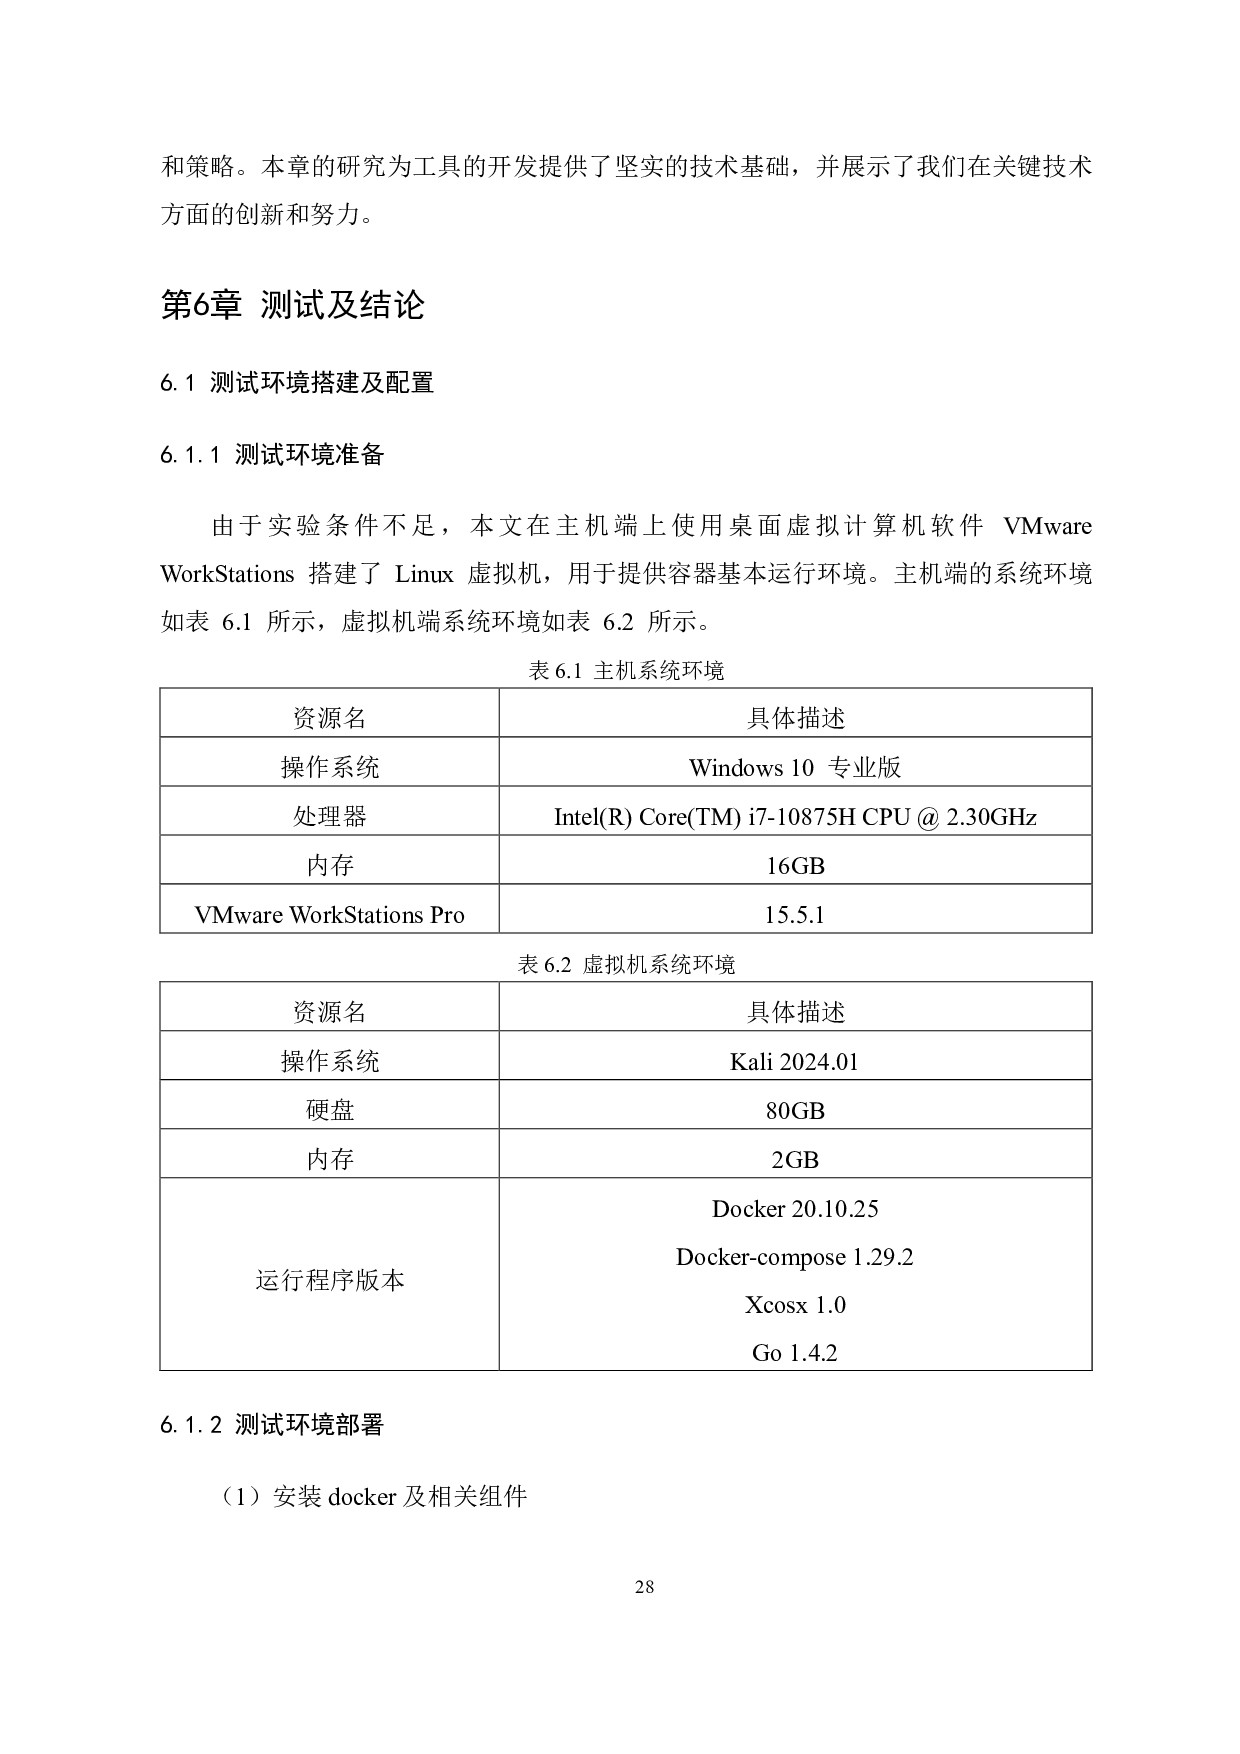 和策略。本章的研究为工具的开发提供了坚实的技术基础，并展示了我们在关键技术
方面的创新和努力。
第6章 测试及结论
6.1 测试环境搭建及配置
6.1.1 测试环境准备
由于实验条件不足，本文在主机端上使用桌面虚拟计算机软件 VMware
WorkStations 搭建了 Linux 虚拟机，用于提供容器基本运行环境。主机端的系统环境
如表 6.1 所示，虚拟机端系统环境如表 6.2 所示。
表 6.1 主机系统环境
资源名 具体描述
操作系统 Windows 10 专业版
处理器 Intel(R) Core(TM) i7-10875H CPU @ 2.30GHz
内存 16GB
VMware WorkStations Pro 15.5.1
表 6.2 虚拟机系统环境
资源名 具体描述
操作系统 Kali 2024.01
硬盘 80GB
内存 2GB
运行程序版本
Docker 20.10.25
Docker-compose 1.29.2
Xcosx 1.0
Go 1.4.2
6.1.2 测试环境部署
（1）安装 docker 及相关组件
28